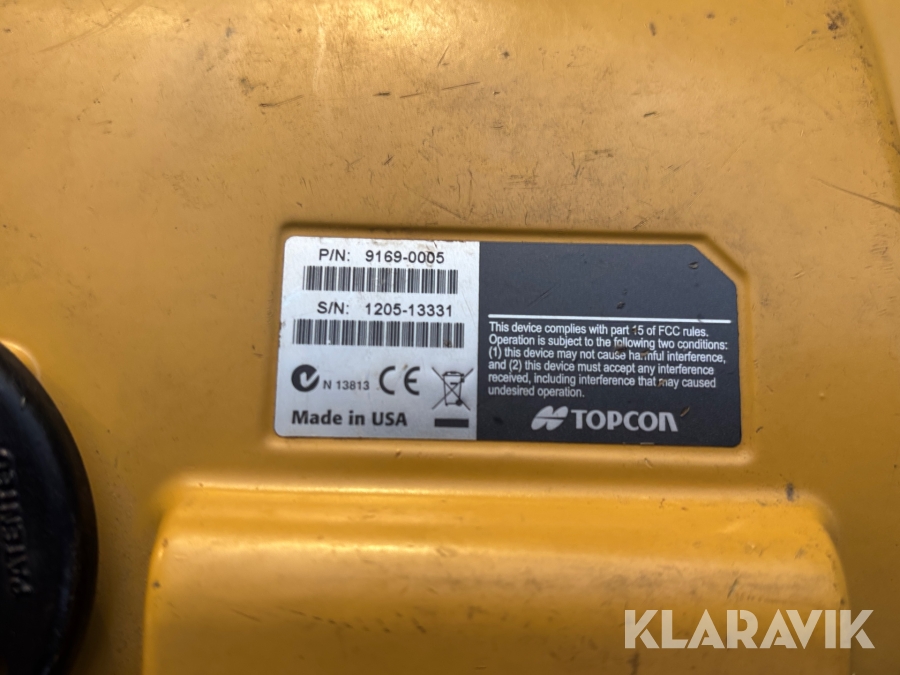 P/N: 9169-0005
S/N: 1205-13331
N 13813 CE
Made in USA
This device complies with part 15 of FCC rules.
Operation is subject to the following two conditions:
(1) this device may not cause harmful interference,
and (2) this device must accept any interference
received, including interference that may caused
undesired operation.
TOPCON
PATENTED
KLARAVIK